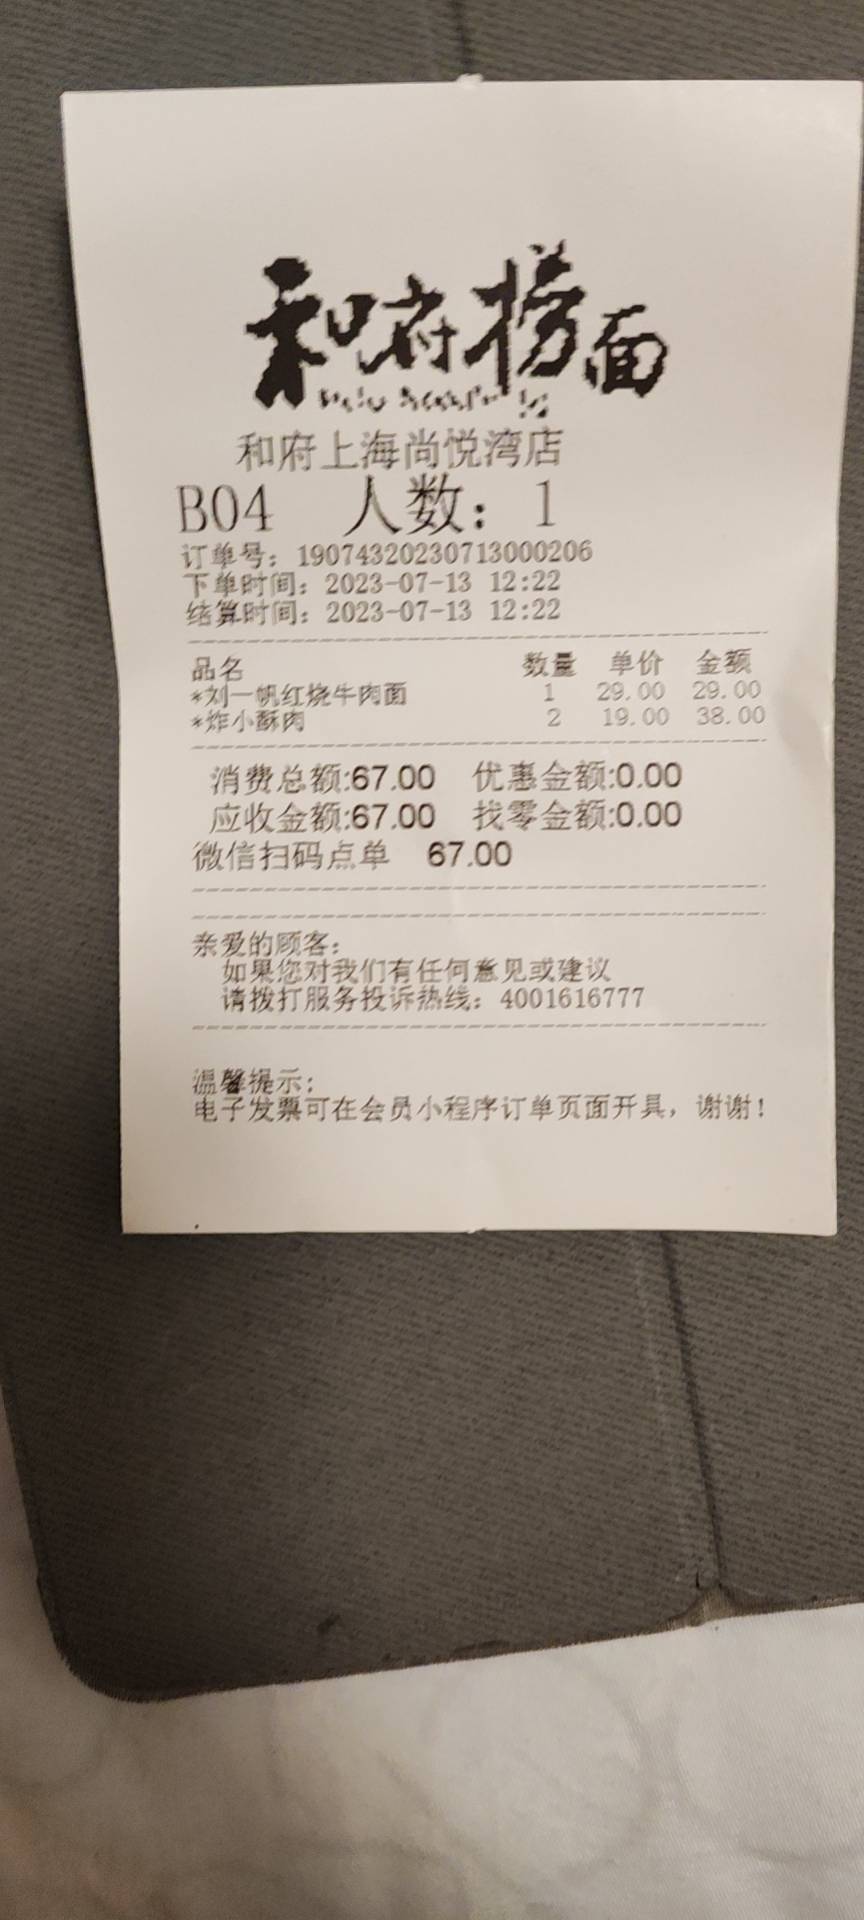 和府捞面
和府上海尚悦湾店
B04 人数: 1
订单号: 19074320230713000206
下单时间: 2023-07-13 12:22
结算时间: 2023-07-13 12:22
品名 数量 单价 金额
*刘一帆红烧牛肉面 1 29.00 29.00
*炸小酥肉 2 19.00 38.00
消费总额:67.00 优惠金额:0.00
应收金额:67.00 找零金额:0.00
微信扫码点单 67.00
亲爱的顾客:
如果您对我们有任何意见或建议
请拨打服务投诉热线: 4001616777
温馨提示:
电子发票可在会员小程序订单页面开具, 谢谢!